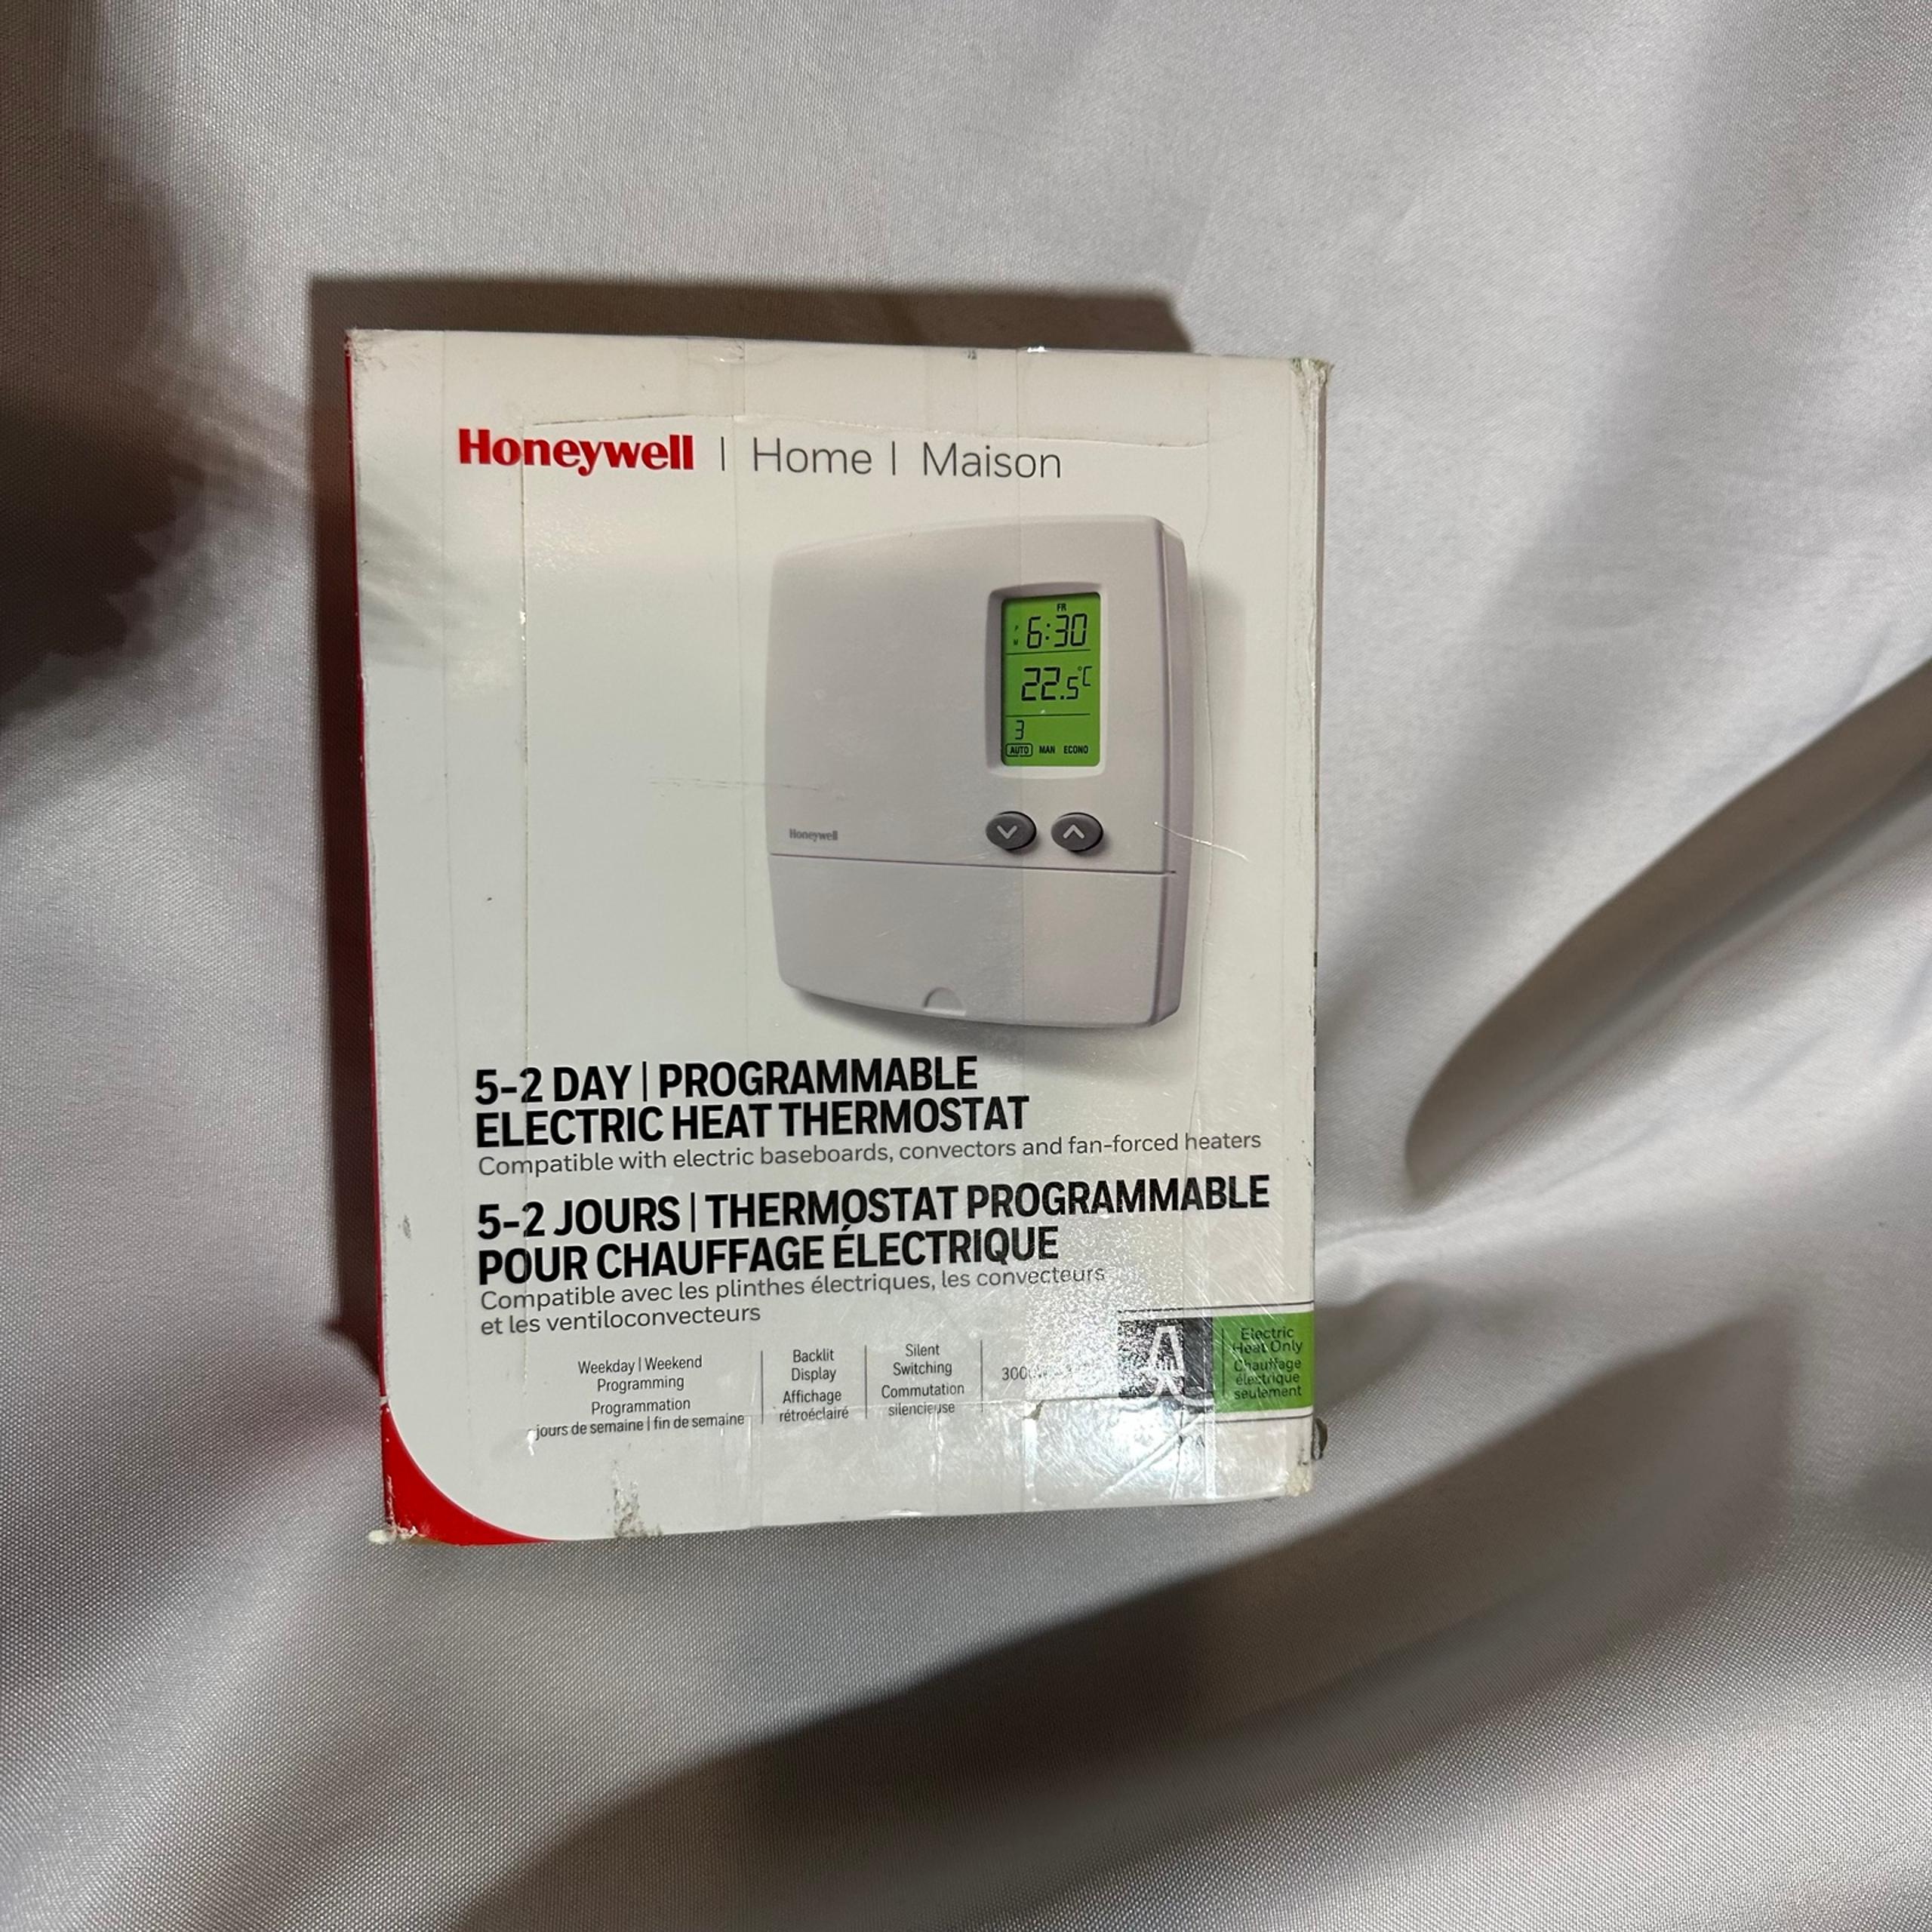 Honeywell | Home | Maison
FR
P
M
6:30
22.5°C
3
AUTO MAN ECONO
Honeywell
5-2 DAY | PROGRAMMABLE
ELECTRIC HEAT THERMOSTAT
Compatible with electric baseboards, convectors and fan-forced heaters
5-2 JOURS | THERMOSTAT PROGRAMMABLE
POUR CHAUFFAGE ÉLECTRIQUE
Compatible avec les plinthes électriques, les convecteurs
et les ventiloconvecteurs
Weekday | Weekend
Programming
Programmation
jours de semaine | fin de semaine
Backlit
Display
Affichage
rétroéclairé
Silent
Switching
Commutation
silencieuse
Electric
Heat Only
Chauffage
électrique
seulement